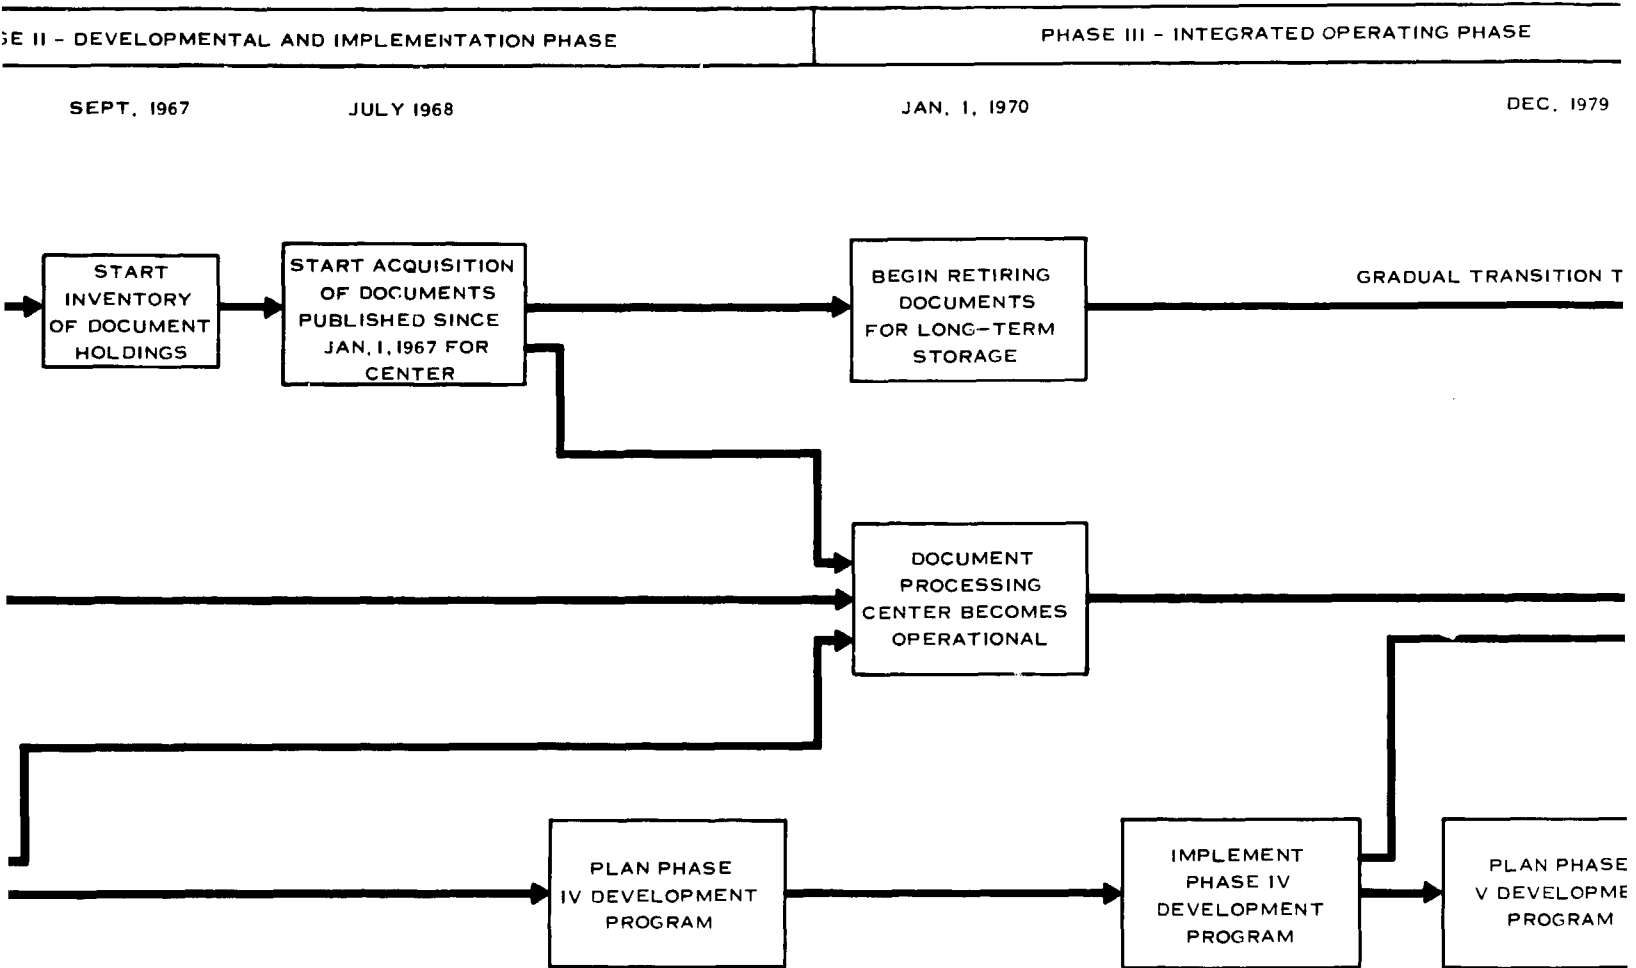 SE II - DEVELOPMENTAL AND IMPLEMENTATION PHASE
PHASE III - INTEGRATED OPERATING PHASE
SEPT, 1967
JULY 1968
JAN, 1, 1970
DEC, 1979
START
INVENTORY
OF DOCUMENT
HOLDINGS
START ACQUISITION
OF DOCUMENTS
PUBLISHED SINCE
JAN, 1, 1967 FOR
CENTER
BEGIN RETIRING
DOCUMENTS
FOR LONG-TERM
STORAGE
GRADUAL TRANSITION T
DOCUMENT
PROCESSING
CENTER BECOMES
OPERATIONAL
PLAN PHASE
IV DEVELOPMENT
PROGRAM
IMPLEMENT
PHASE IV
DEVELOPMENT
PROGRAM
PLAN PHASE
V DEVELOPME
PROGRAM